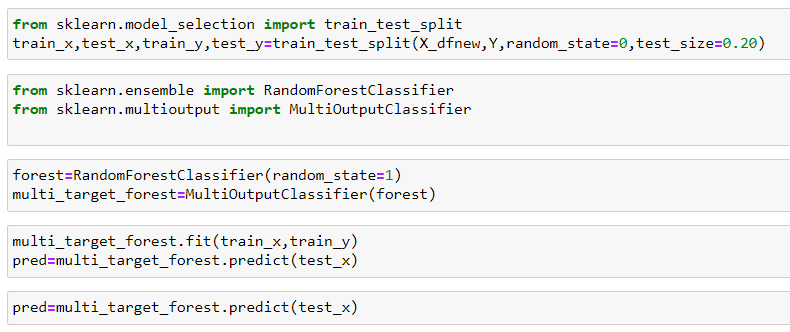 from sklearn.model_selection import train_test_split
train_x,test_x,train_y,test_y=train_test_split(X_dfnew,Y,random_state=0,test_size=0.20)
from sklearn.ensemble import RandomForestClassifier
from sklearn.multioutput import MultiOutputClassifier
forest=RandomForestClassifier(random_state=1)
multi_target_forest=MultiOutputClassifier(forest)
multi_target_forest.fit(train_x,train_y)
pred=multi_target_forest.predict(test_x)
pred=multi_target_forest.predict(test_x)